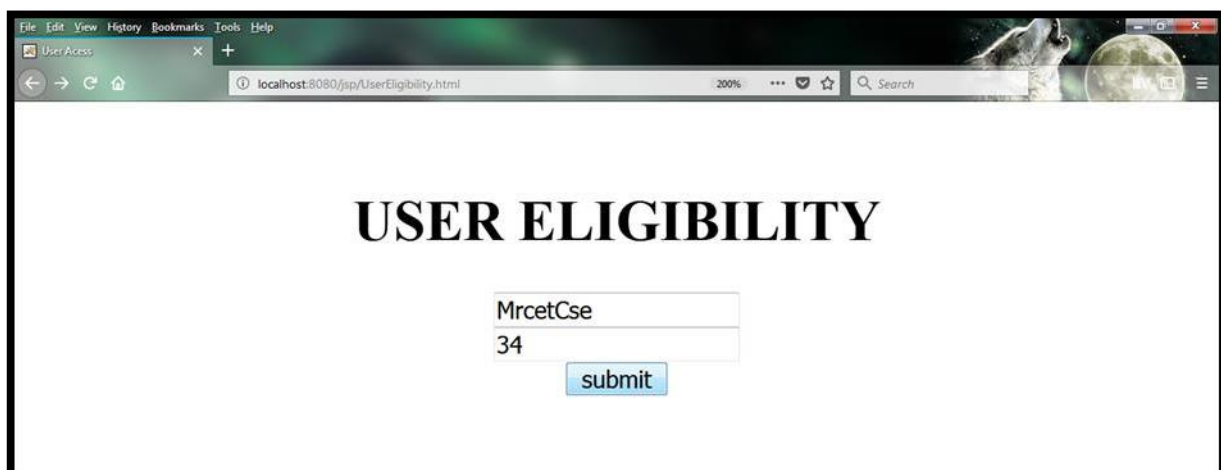 File Edit View History Bookmarks Tools Help
User Acess
localhost:8080/jsp/UserEligibility.html 200% Search
USER ELIGIBILITY
MrcetCse
34
submit